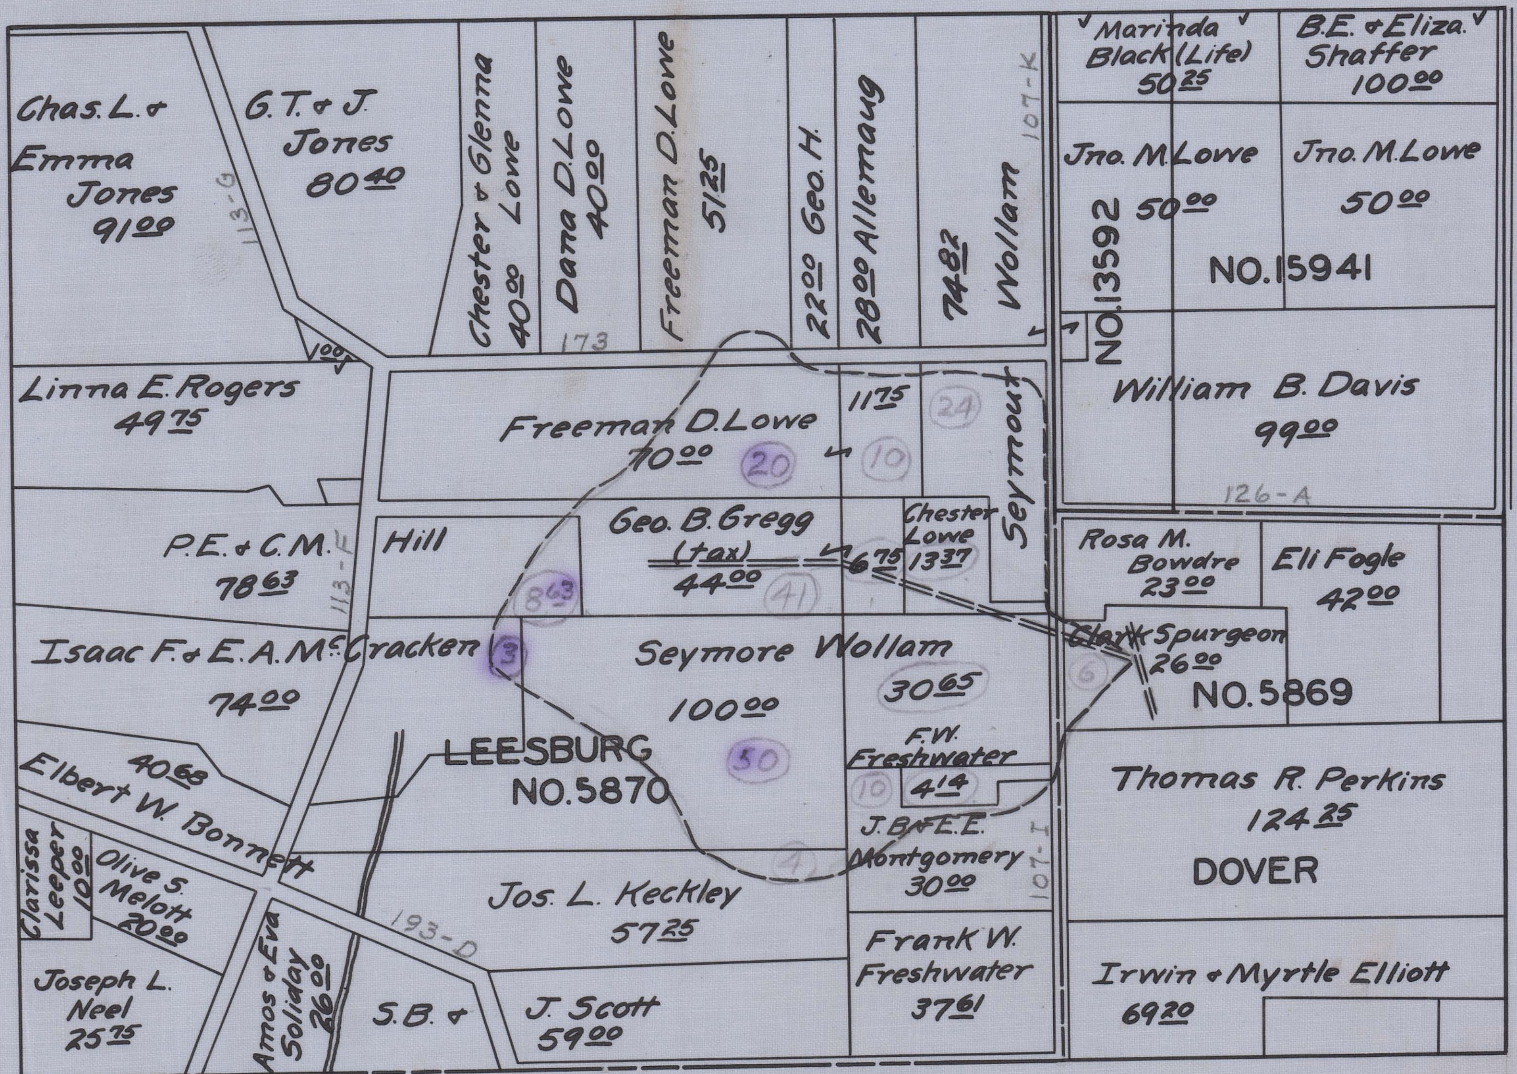 Chas. L. &
Emma
Jones
91 00
G.T. & J.
Jones
80 40
113-G
Chester & Glenna
40 00 Lowe
Dana D. Lowe
40 00
173
Freeman D. Lowe
51 25
22 00 Geo. H.
28 00 Allemaug
74 82
Wollam
107-K
Marinda
Black (Life)
50 25
B.E. & Eliza.
Shaffer
100 00
Jno. M. Lowe
50 00
Jno. M. Lowe
50 00
NO. 13592
NO. 15941
1 00
Linna E. Rogers
49 75
Freeman D. Lowe
70 00
20
11 75
10
24
Seymour
William B. Davis
99 00
126-A
P.E. & C.M.
78 63
113-F
Hill
8 63
Geo. B. Gregg
(tax)
44 00
41
6 75
Chester
Lowe
13 37
Rosa M.
Bowdre
23 00
Eli Fogle
42 00
Isaac F. & E.A. McCracken
74 00
Seymore Wollam
100 00
50
30 65
Clark Spurgeon
26 00
6
NO. 5869
LEESBURG
NO. 5870
F.W.
Freshwater
4 14
10
40 63
Elbert W. Bonnett
J.B. & E.E.
Montgomery
30 00
107-I
Thomas R. Perkins
124 25
DOVER
Clarissa
Leeper
10 00
Olive S.
Melott
20 00
4
Jos. L. Keckley
57 25
193-D
Joseph L.
Neel
25 75
Amos & Eva
Soliday
26 00
S.B. &
J. Scott
59 00
Frank W.
Freshwater
37 61
Irwin & Myrtle Elliott
69 20